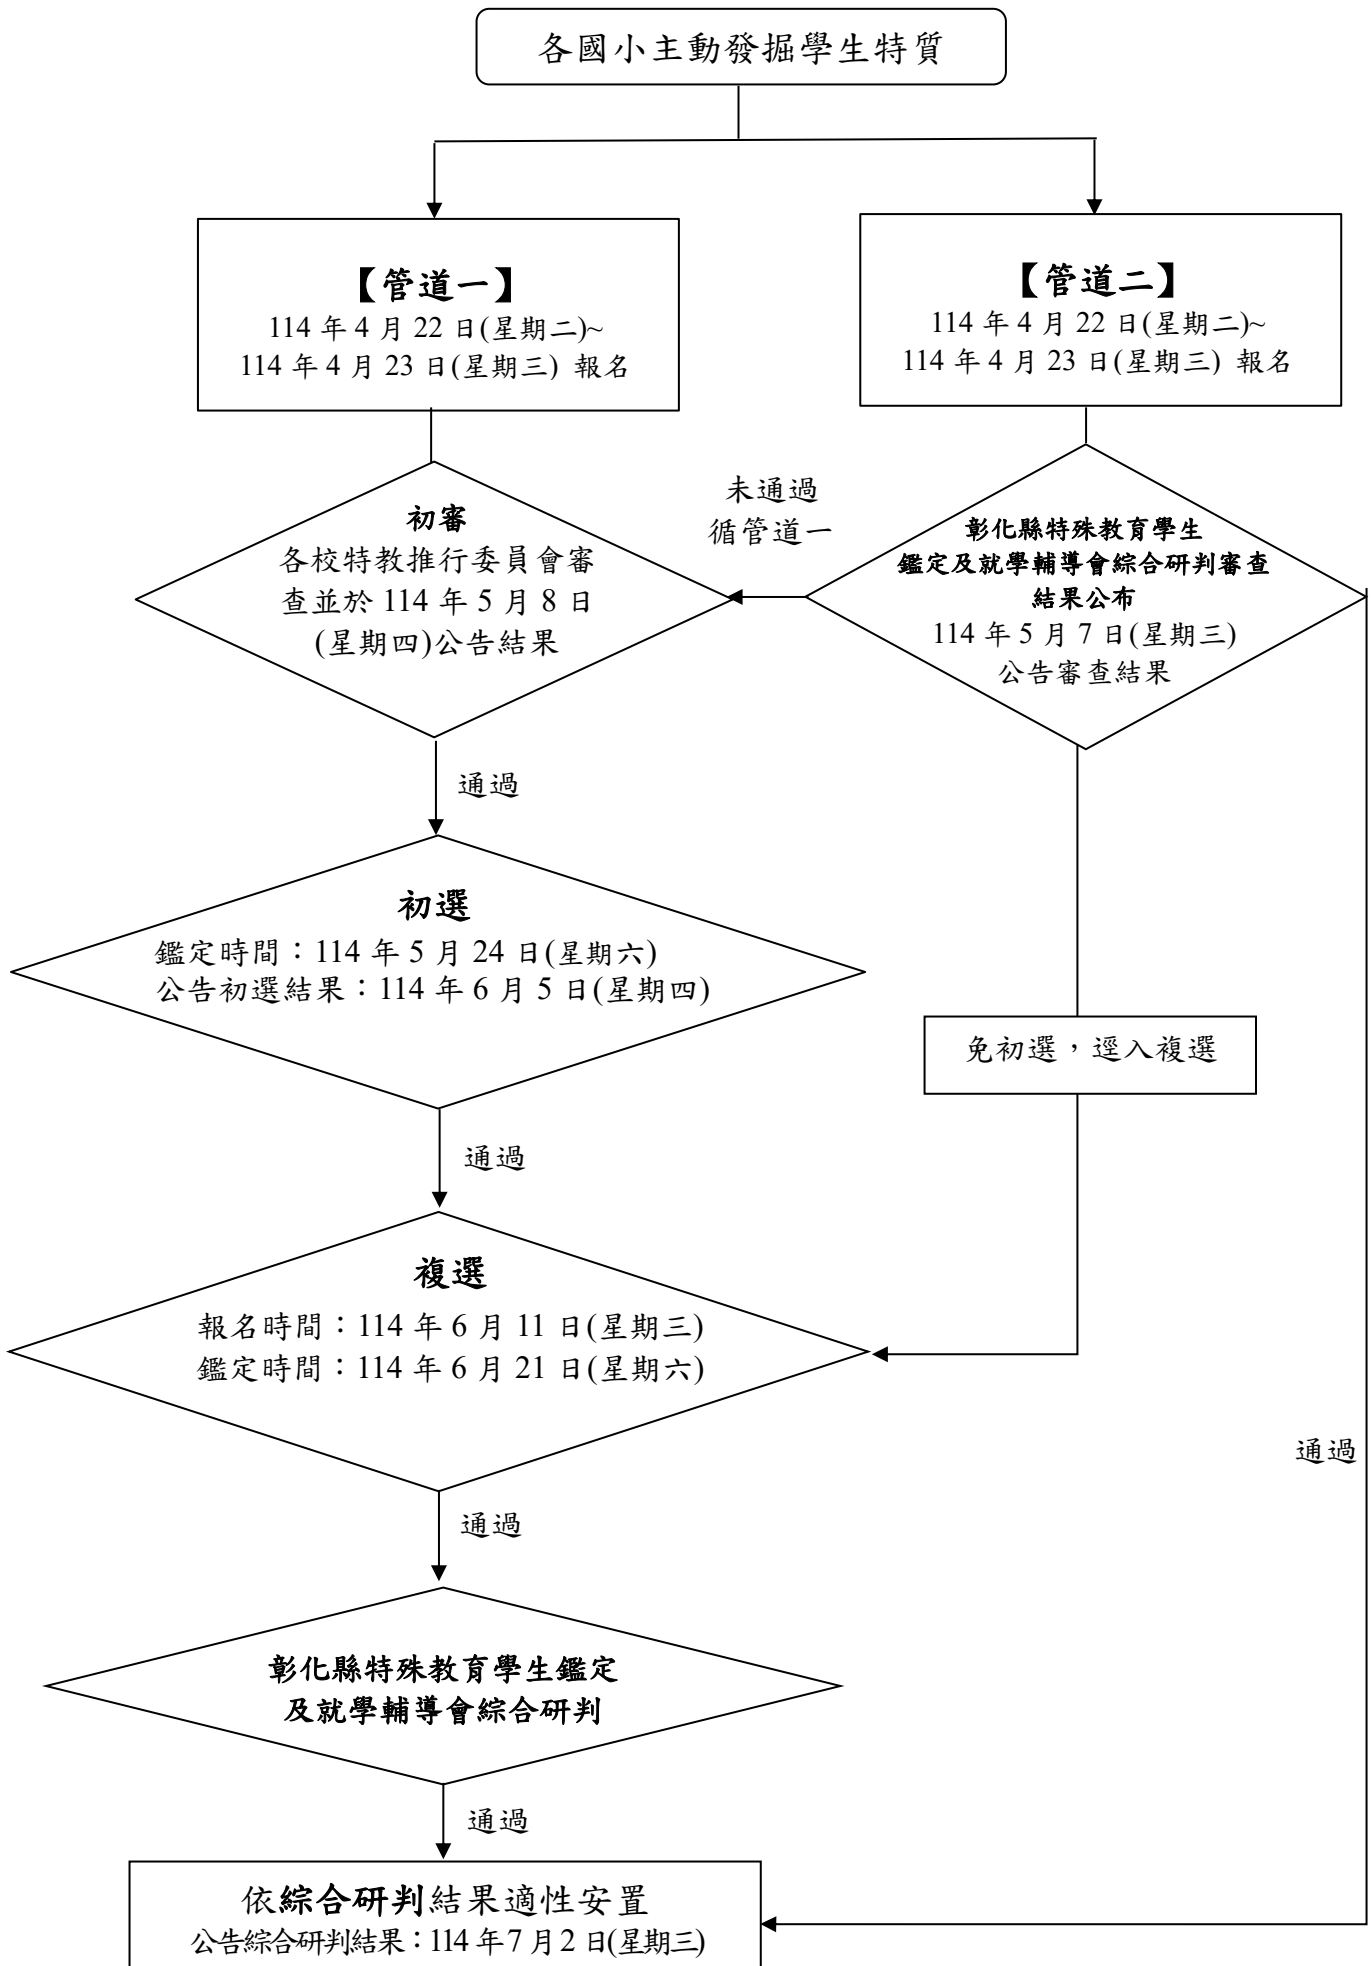 各國小主動發掘學生特質
【管道一】
114 年 4 月 22 日(星期二)~
114 年 4 月 23 日(星期三) 報名
【管道二】
114 年 4 月 22 日(星期二)~
114 年 4 月 23 日(星期三) 報名
初審
各校特教推行委員會審
查並於 114 年 5 月 8 日
(星期四)公告結果
未通過
循管道一
彰化縣特殊教育學生
鑑定及就學輔導會綜合研判審查
結果公布
114 年 5 月 7 日(星期三)
公告審查結果
通過
初選
鑑定時間：114 年 5 月 24 日(星期六)
公告初選結果：114 年 6 月 5 日(星期四)
免初選，逕入複選
通過
複選
報名時間：114 年 6 月 11 日(星期三)
鑑定時間：114 年 6 月 21 日(星期六)
通過
通過
彰化縣特殊教育學生鑑定
及就學輔導會綜合研判
通過
依綜合研判結果適性安置
公告綜合研判結果：114 年 7 月 2 日(星期三)